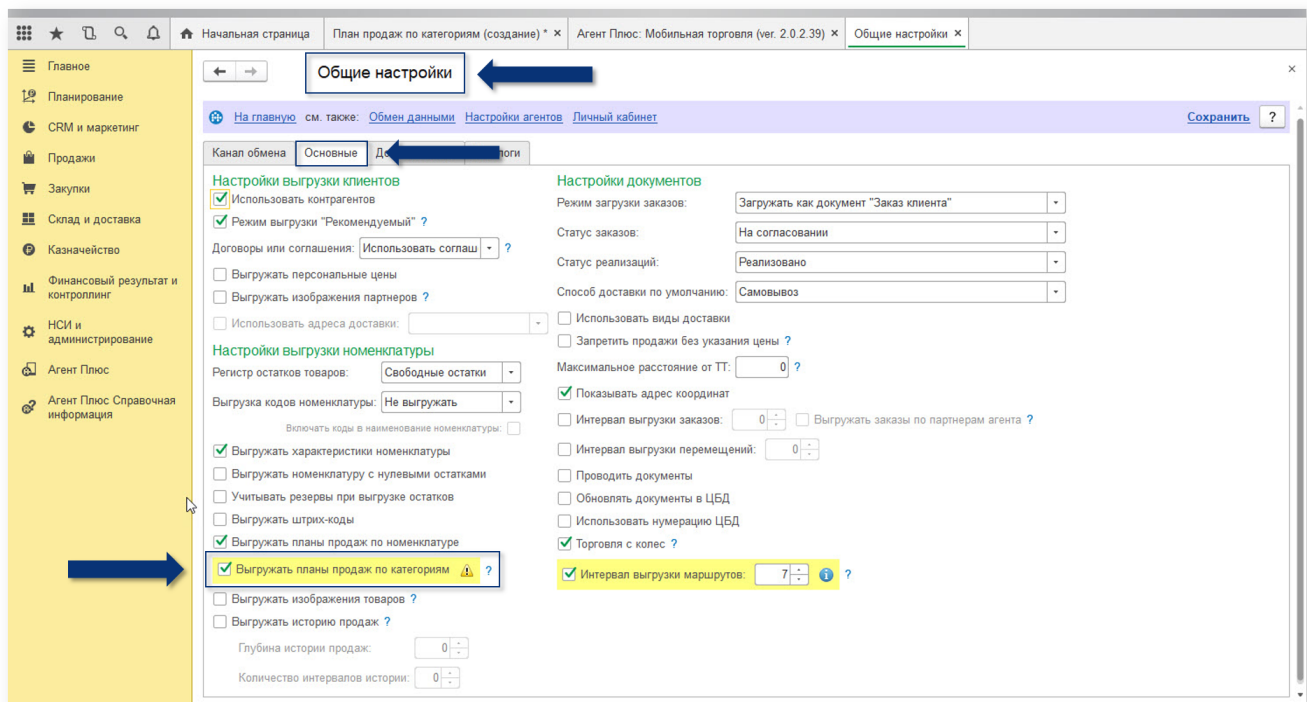 Начальная страница
План продаж по категориям (создание) * ×
Агент Плюс: Мобильная торговля (ver. 2.0.2.39) ×
Общие настройки ×
Главное
Планирование
CRM и маркетинг
Продажи
Закупки
Склад и доставка
Казначейство
Финансовый результат и
контроллинг
НСИ и
администрирование
Агент Плюс
Агент Плюс Справочная
информация
Общие настройки
На главную см. также: Обмен данными Настройки агентов Личный кабинет
Сохранить ?
Канал обмена Основные
Настройки выгрузки клиентов
Использовать контрагентов
Режим выгрузки "Рекомендуемый" ?
Договоры или соглашения: Использовать соглаш ?
Выгружать персональные цены
Выгружать изображения партнеров ?
Использовать адреса доставки:
Настройки выгрузки номенклатуры
Регистр остатков товаров: Свободные остатки
Выгрузка кодов номенклатуры: Не выгружать
Включать коды в наименование номенклатуры:
Выгружать характеристики номенклатуры
Выгружать номенклатуру с нулевыми остатками
Учитывать резервы при выгрузке остатков
Выгружать штрих-коды
Выгружать планы продаж по номенклатуре
Выгружать планы продаж по категориям ?
Выгружать изображения товаров ?
Выгружать историю продаж ?
Глубина истории продаж: 0
Количество интервалов истории: 0
Настройки документов
Режим загрузки заказов: Загружать как документ "Заказ клиента"
Статус заказов: На согласовании
Статус реализаций: Реализовано
Способ доставки по умолчанию: Самовывоз
Использовать виды доставки
Запретить продажи без указания цены ?
Максимальное расстояние от ТТ: 0 ?
Показывать адрес координат
Интервал выгрузки заказов: 0 Выгружать заказы по партнерам агента ?
Интервал выгрузки перемещений: 0
Проводить документы
Обновлять документы в ЦБД
Использовать нумерацию ЦБД
Торговля с колес ?
Интервал выгрузки маршрутов: 7 ?